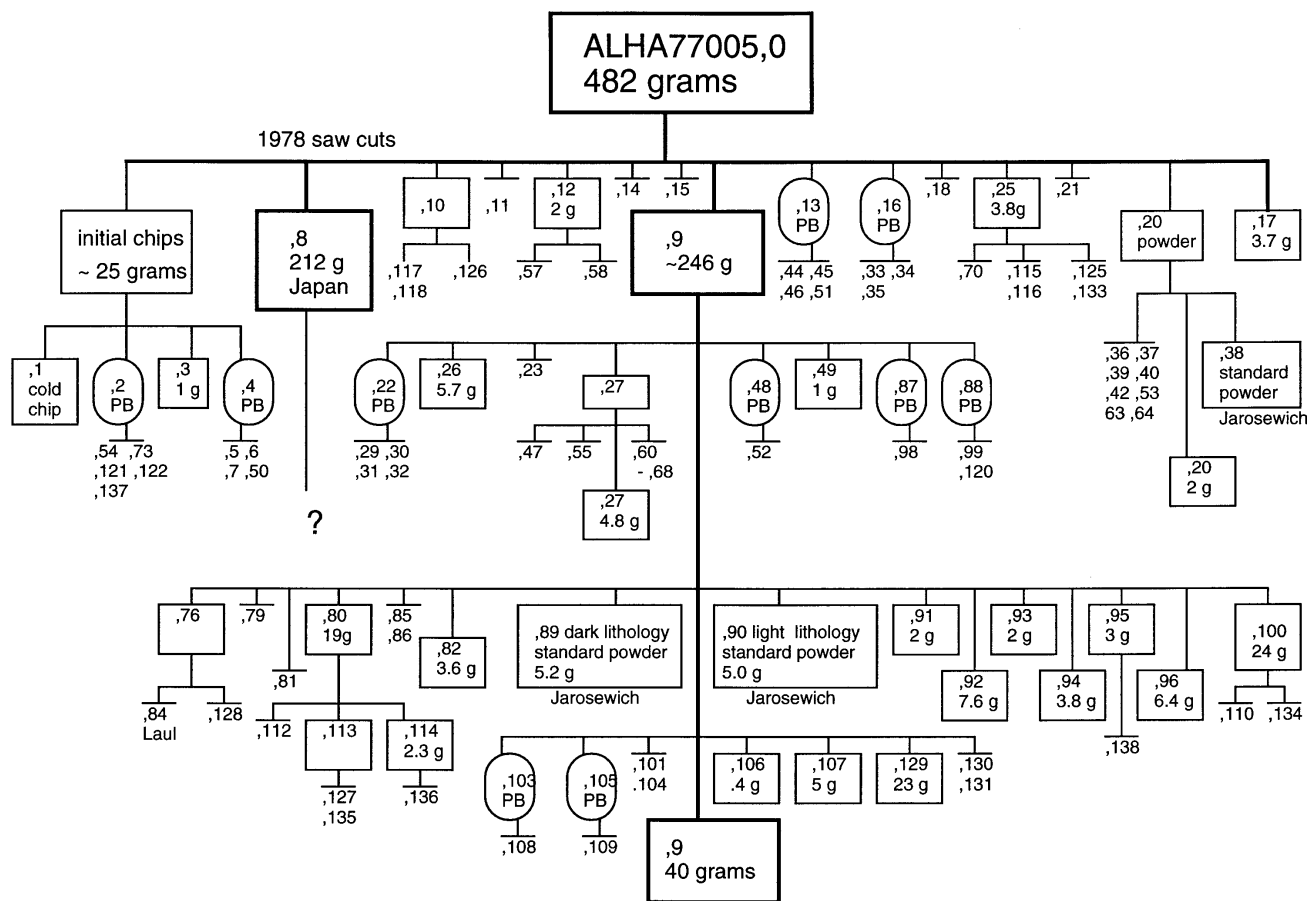 ALHA77005,0
482 grams
1978 saw cuts
initial chips
~ 25 grams
,8
212 g
Japan
,10
,11
,12
2 g
,14
,15
,9
~246 g
,13
PB
,16
PB
,18
,25
3.8g
,21
,20
powder
,17
3.7 g
,117
,118
,126
,57
,58
,44 ,45
,46 ,51
,33 ,34
,35
,70
,115
,116
,125
,133
,1
cold
chip
,2
PB
,3
1 g
,4
PB
,22
PB
,26
5.7 g
,23
,27
,48
PB
,49
1 g
,87
PB
,88
PB
,36 ,37
,39 ,40
,42 ,53
63 ,64
,38
standard
powder
Jarosewich
,54 ,73
,121 ,122
,137
,5 ,6
,7 ,50
,29 ,30
,31 ,32
,47
,55
,60
- ,68
,52
,98
,99
,120
,20
2 g
?
,27
4.8 g
,76
,79
,81
,80
19g
,85
,86
,82
3.6 g
,89 dark lithology
standard powder
5.2 g
Jarosewich
,90 light lithology
standard powder
5.0 g
Jarosewich
,91
2 g
,92
7.6 g
,93
2 g
,94
3.8 g
,95
3 g
,96
6.4 g
,100
24 g
,84
Laul
,128
,112
,113
,114
2.3 g
,138
,110
,134
,127
,135
,136
,103
PB
,105
PB
,101
.104
,106
.4 g
,107
5 g
,129
23 g
,130
,131
,108
,109
,9
40 grams